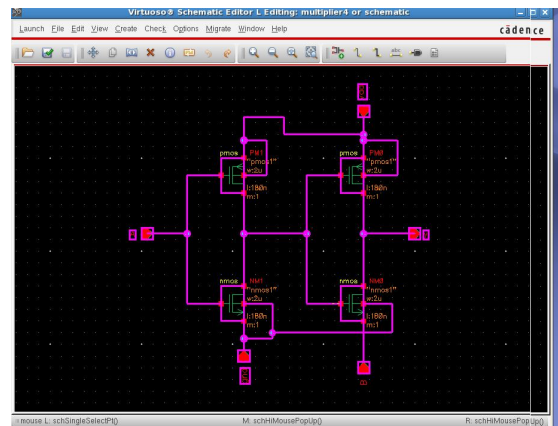 Virtuoso® Schematic Editor L Editing: multiplier4 or schematic
Launch File Edit View Create Check Options Migrate Window Help
cādence
abc
pmos PM1
"pmos1"
w:2u
l:180n
m:1
pmos PM0
"pmos1"
w:2u
l:180n
m:1
nmos NM1
"nmos1"
w:2u
l:180n
m:1
nmos
"nmos1"
w:2u
l:180n
m:1
mouse L: schSingleSelectPt() M: schHiMousePopUp() R: schHiMousePopUp()